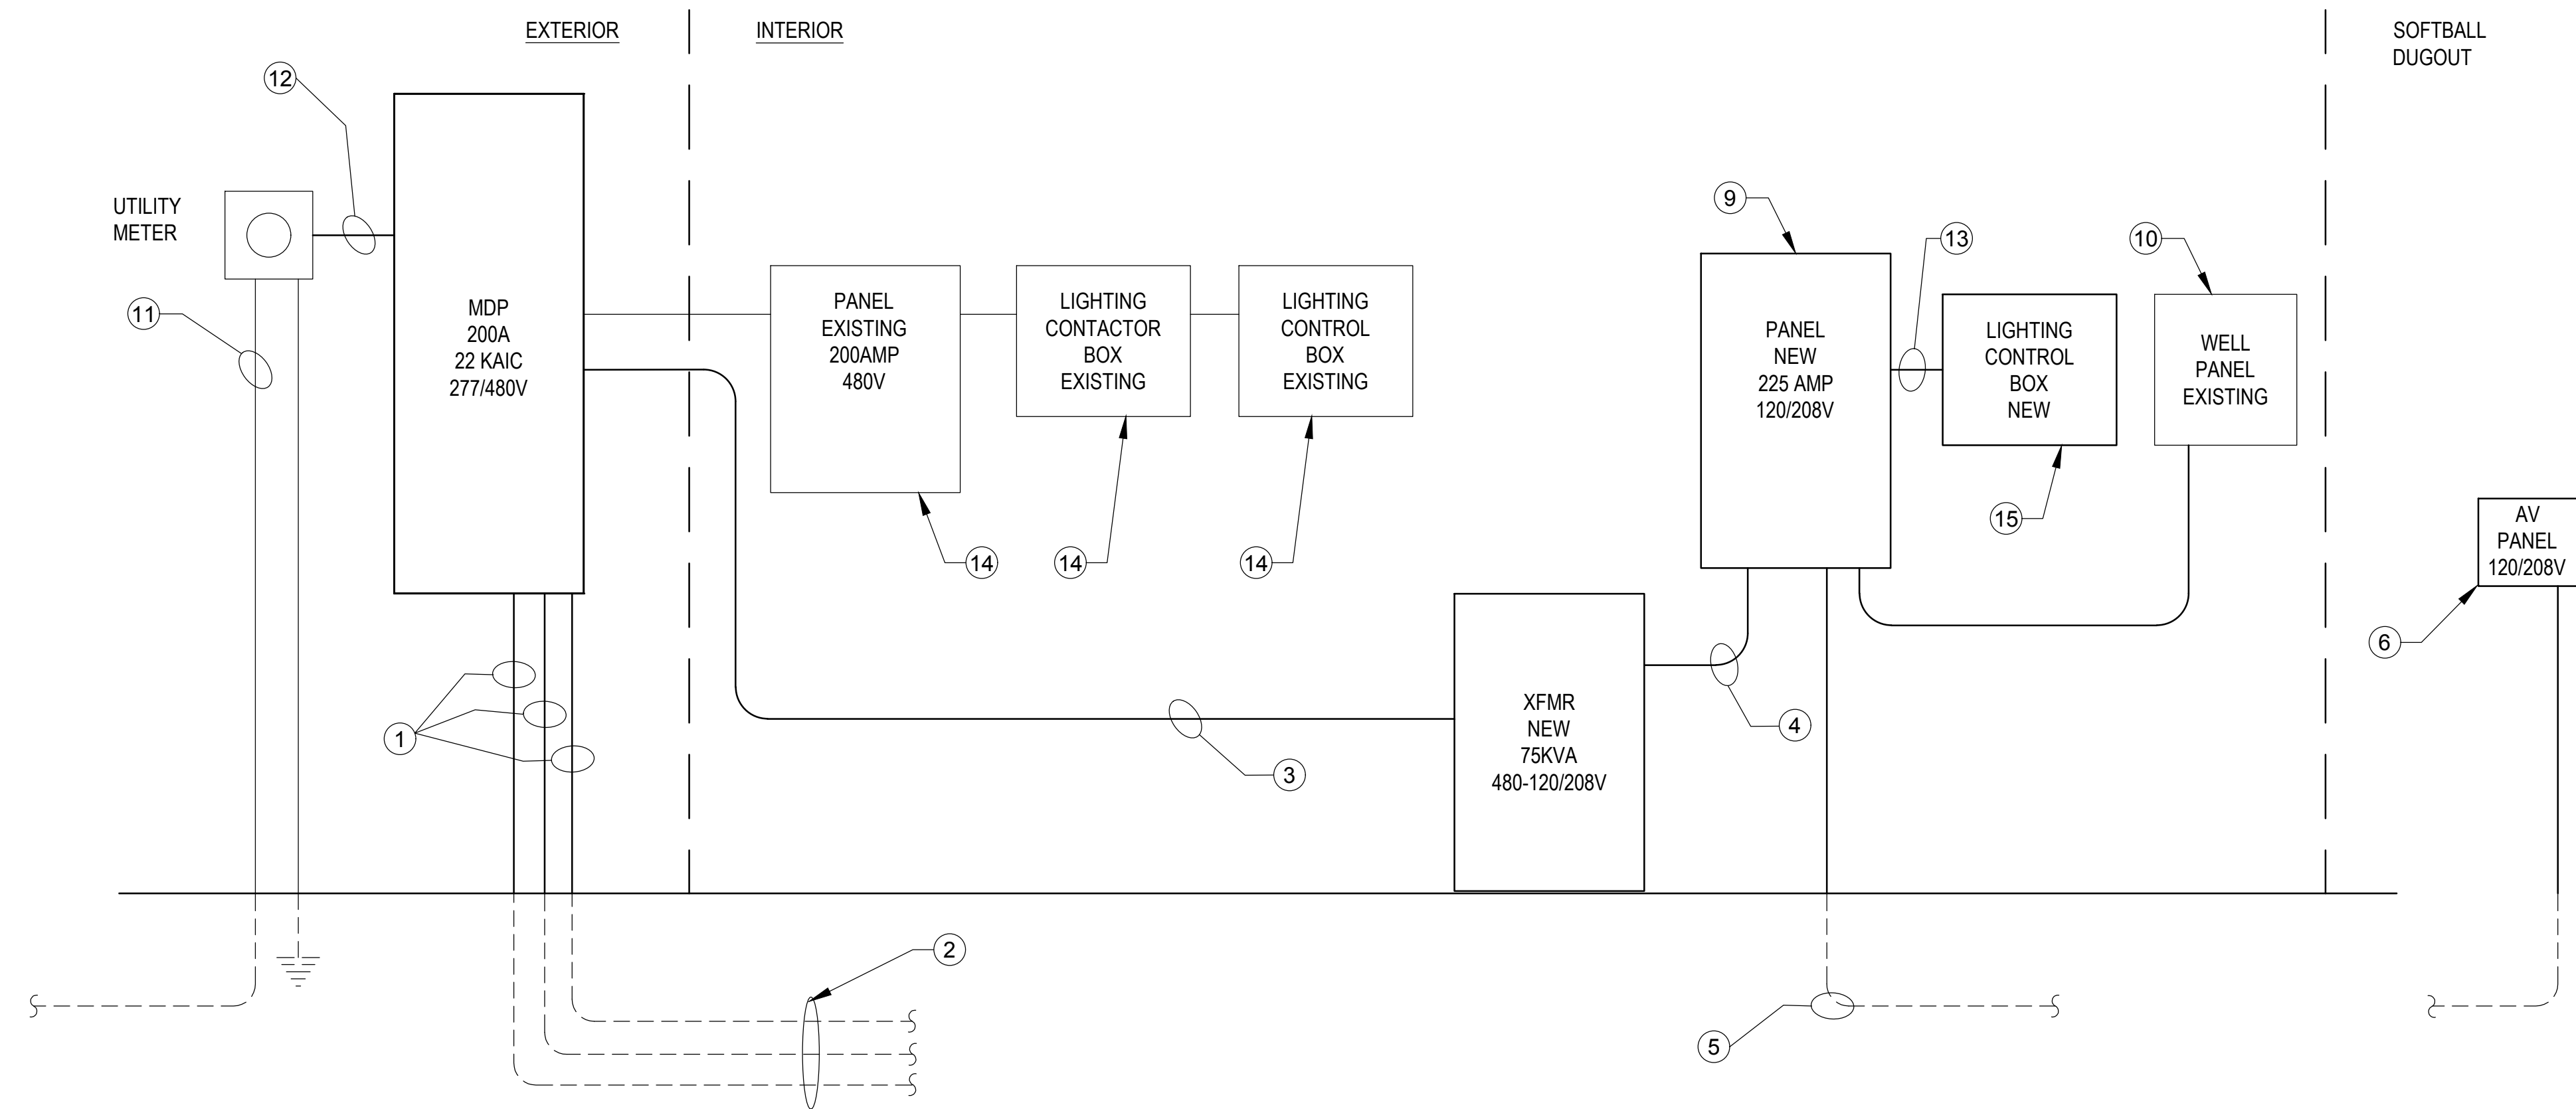 EXTERIOR
INTERIOR
SOFTBALL
DUGOUT
12
UTILITY
METER
11
MDP
200A
22 KAIC
277/480V
1
2
PANEL
EXISTING
200AMP
480V
14
LIGHTING
CONTACTOR
BOX
EXISTING
14
LIGHTING
CONTROL
BOX
EXISTING
14
3
XFMR
NEW
75KVA
480-120/208V
4
9
PANEL
NEW
225 AMP
120/208V
13
LIGHTING
CONTROL
BOX
NEW
15
10
WELL
PANEL
EXISTING
5
AV
PANEL
120/208V
6